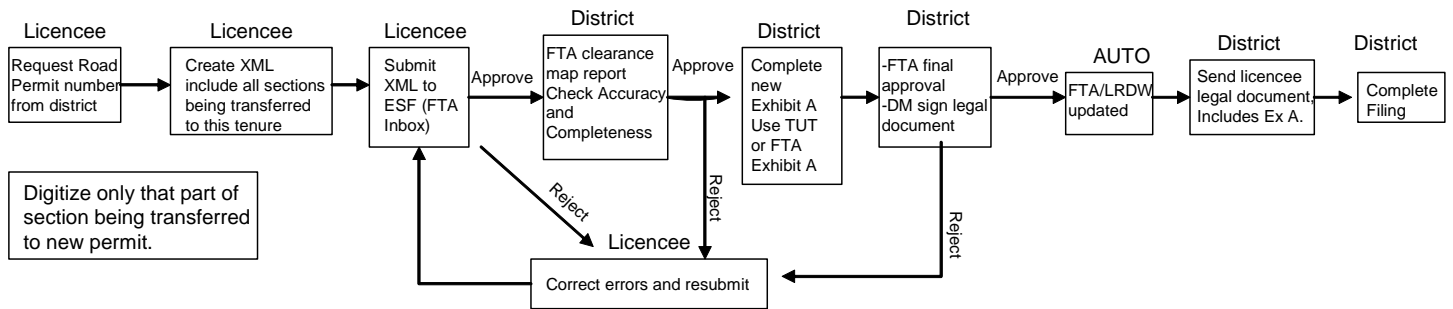 Licencee
Request Road
Permit number
from district
Licencee
Create XML
include all sections
being transferred
to this tenure
Licencee
Submit
XML to
ESF (FTA
Inbox)
Approve
District
FTA clearance
map report
Check Accuracy
and
Completeness
Approve
District
Complete
new
Exhibit A
Use TUT
or FTA
Exhibit A
District
-FTA final
approval
-DM sign legal
document
Approve
AUTO
FTA/LRDW
updated
District
Send licencee
legal document,
Includes Ex A.
District
Complete
Filing
Digitize only that part of
section being transferred
to new permit.
Reject
Reject
Reject
Licencee
Correct errors and resubmit